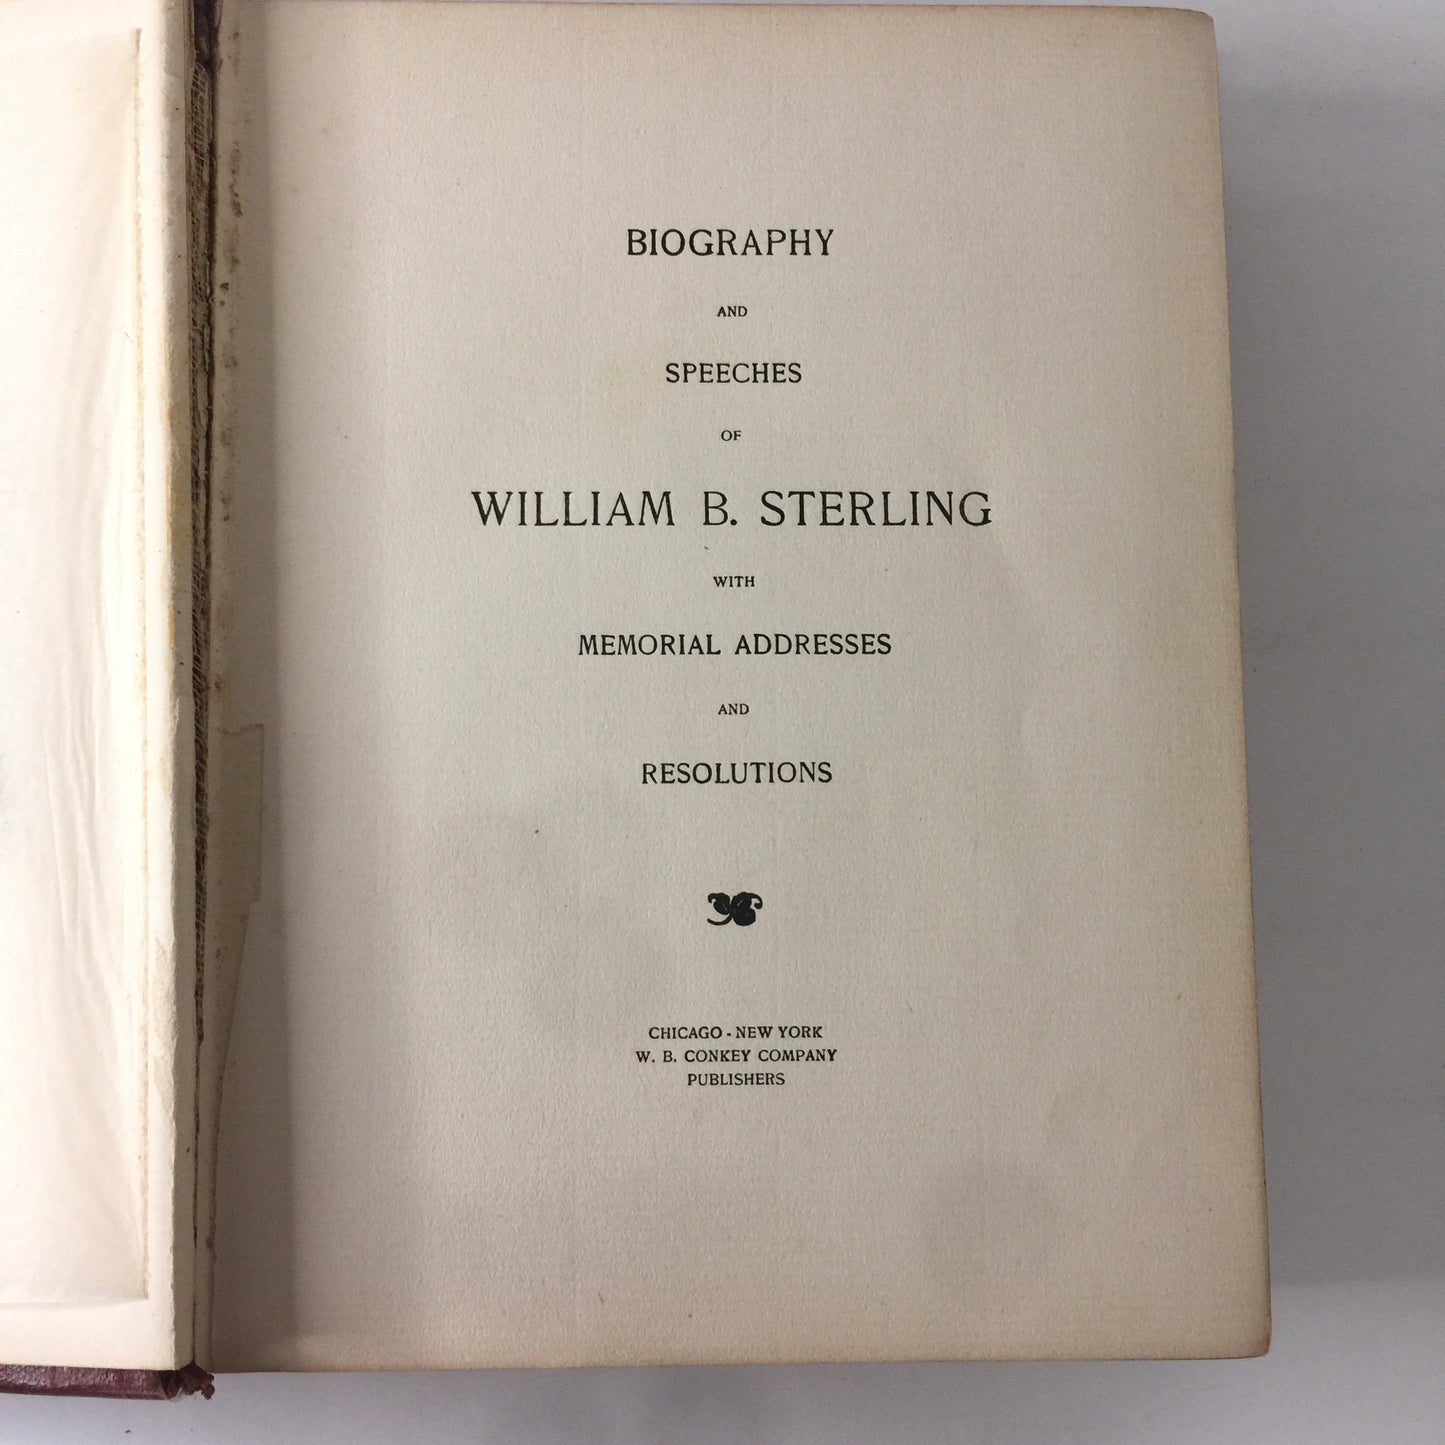 BIOGRAPHY
AND
SPEECHES
OF
WILLIAM B. STERLING
WITH
MEMORIAL ADDRESSES
AND
RESOLUTIONS
CHICAGO - NEW YORK
W. B. CONKEY COMPANY
PUBLISHERS